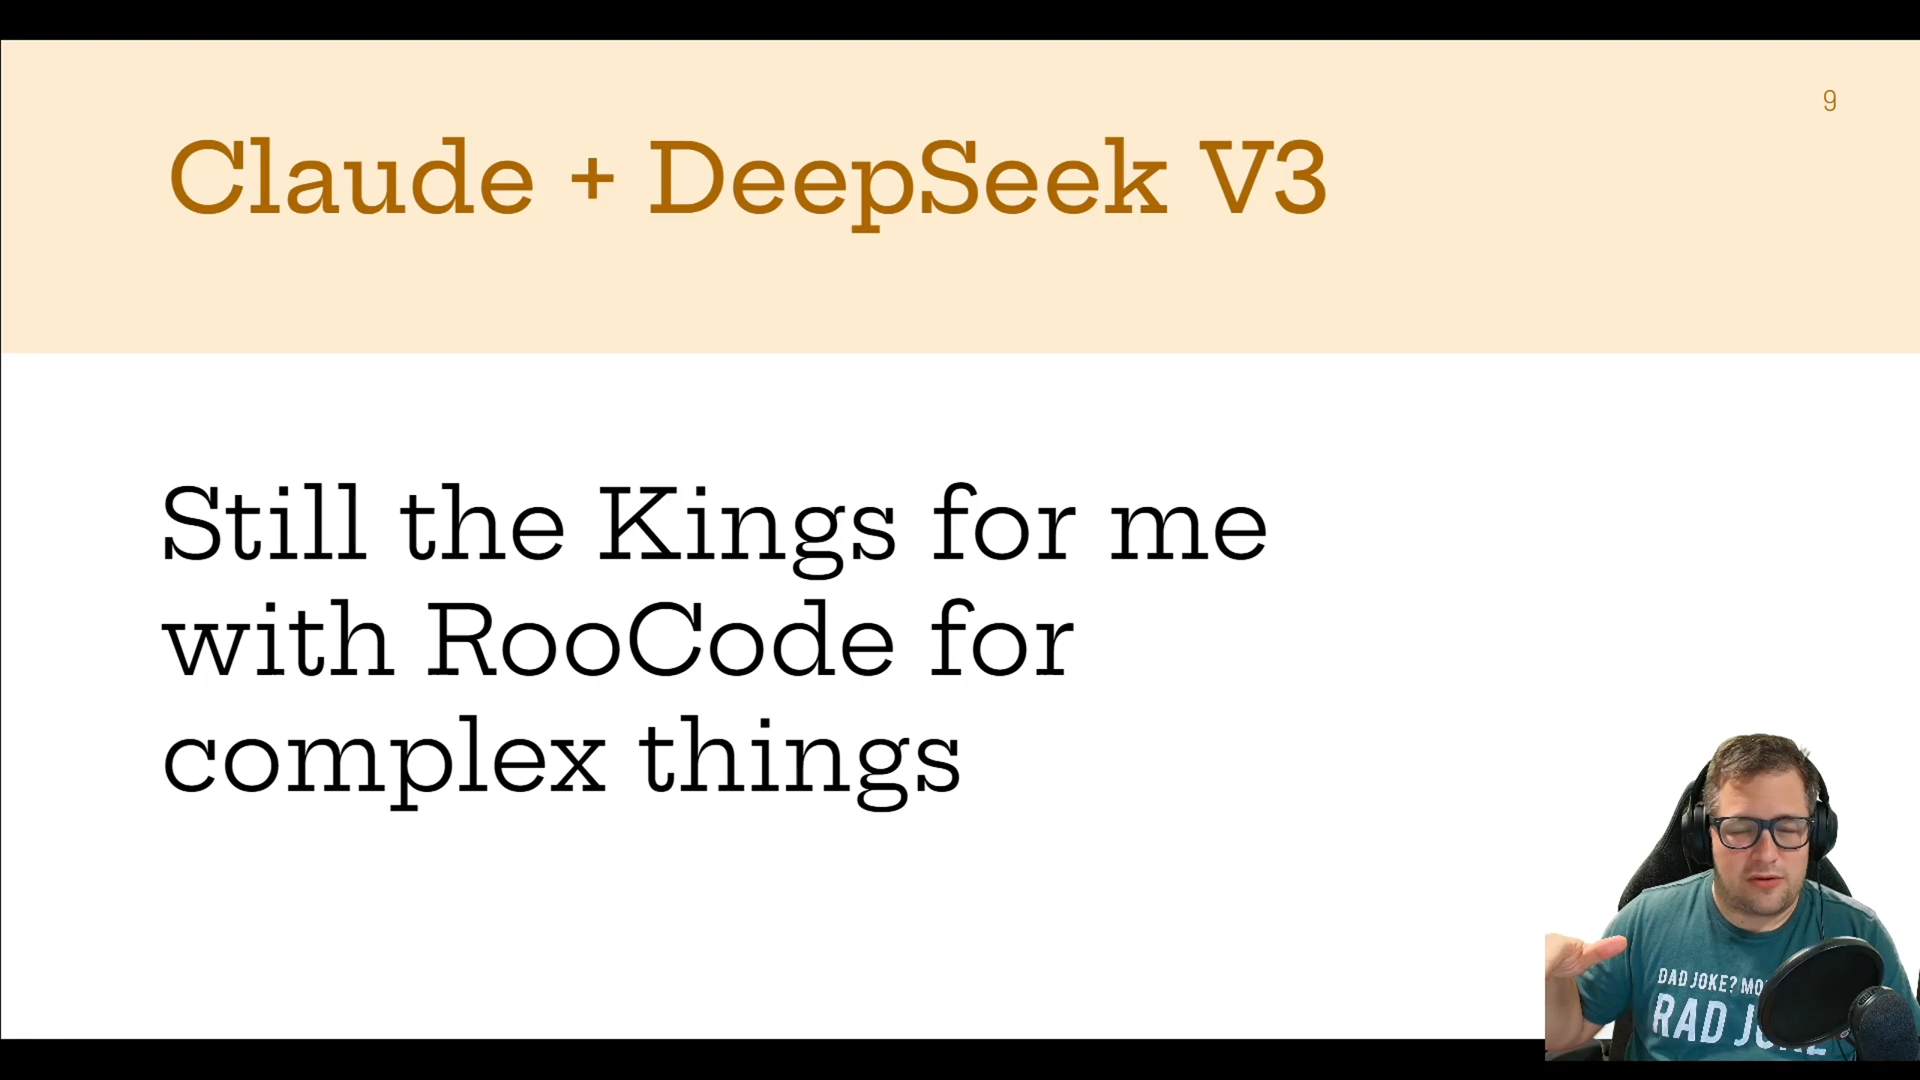 9
Claude + DeepSeek V3
Still the Kings for me
with RooCode for
complex things
DAD JOKE?
RAD